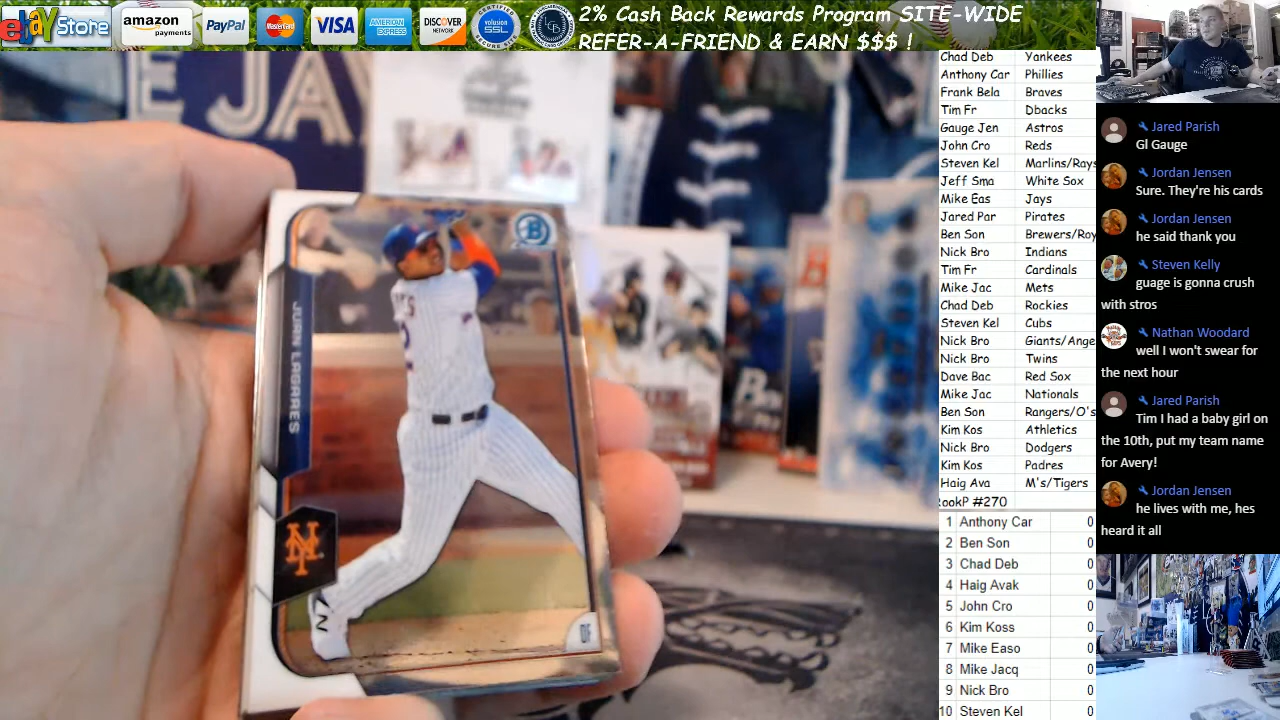 ebay Store
amazon payments
PayPal
MasterCard
VISA
AMERICAN EXPRESS
DISCOVER NETWORK
volusion SSL
2% Cash Back Rewards Program SITE-WIDE
REFER-A-FRIEND & EARN $$$ !
E JA
B
JUAN LAGARES
NY
OF
Chad Deb Yankees
Anthony Car Phillies
Frank Bela Braves
Tim Fr Dbacks
Gauge Jen Astros
John Cro Reds
Steven Kel Marlins/Rays
Jeff Sma White Sox
Mike Eas Jays
Jared Par Pirates
Ben Son Brewers/Roy
Nick Bro Indians
Tim Fr Cardinals
Mike Jac Mets
Chad Deb Rockies
Steven Kel Cubs
Nick Bro Giants/Ange
Nick Bro Twins
Dave Bac Red Sox
Mike Jac Nationals
Ben Son Rangers/O's
Kim Kos Athletics
Nick Bro Dodgers
Kim Kos Padres
Haig Ava M's/Tigers
RookP #270
1 Anthony Car 0
2 Ben Son 0
3 Chad Deb 0
4 Haig Avak 0
5 John Cro 0
6 Kim Koss 0
7 Mike Easo 0
8 Mike Jacq 0
9 Nick Bro 0
10 Steven Kel 0
Jared Parish
Gl Gauge
Jordan Jensen
Sure. They're his cards
Jordan Jensen
he said thank you
Steven Kelly
guage is gonna crush
with stros
Nathan Woodard
well I won't swear for
the next hour
Jared Parish
Tim I had a baby girl on
the 10th, put my team name
for Avery!
Jordan Jensen
he lives with me, hes
heard it all